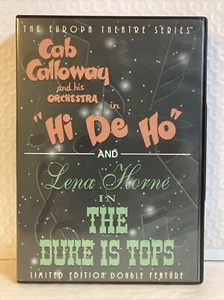 THE EUROPA THEATRE SERIES
Cab
Calloway
and his
ORCHESTRA
in
"Hi De Ho"
AND
Lena Horne
IN
THE
DUKE IS TOPS
LIMITED EDITION DOUBLE FEATURE